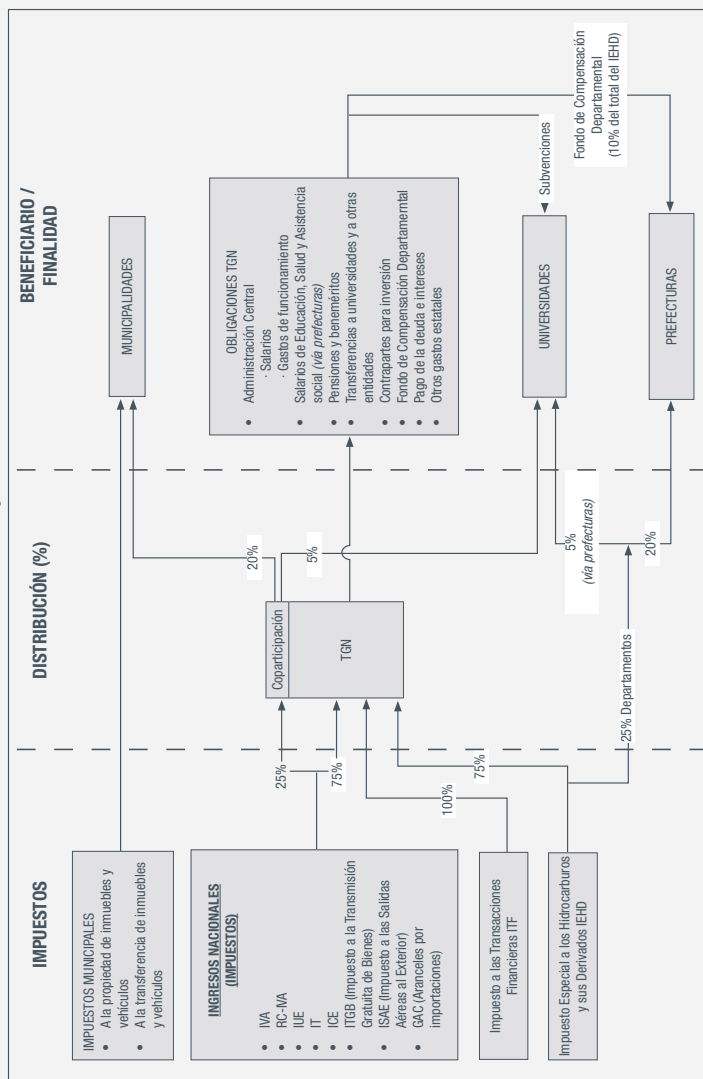 IMPUESTOS
DISTRIBUCIÓN (%)
BENEFICIARIO /
FINALIDAD
IMPUESTOS MUNICIPALES
• A la propiedad de inmuebles y
vehículos
• A la transferencia de inmuebles
y vehículos
INGRESOS NACIONALES
(IMPUESTOS)
• IVA
• RC-IVA
• IUE
• IT
• ICE
• ITGB (Impuesto a la Transmisión
Gratuita de Bienes)
• ISAE (Impuesto a las Salidas
Aéreas al Exterior)
• GAC (Aranceles por
importaciones)
Impuesto a las Transacciones
Financieras ITF
Impuesto Especial a los Hidrocarburos
y sus Derivados IEHD
25%
75%
100%
75%
25% Departamentos
Coparticipación
TGN
20%
5%
5%
(vía prefecturas)
20%
MUNICIPALIDADES
OBLIGACIONES TGN
• Administración Central
· Salarios
· Gastos de funcionamiento
• Salarios de Educación, Salud y Asistencia
social (vía prefecturas)
• Pensiones y beneméritos
• Transferencias a universidades y a otras
entidades
• Contrapartes para inversión
• Fondo de Compensación Departamerntal
• Pago de la deuda e intereses
• Otros gastos estatales
UNIVERSIDADES
Subvenciones
PREFECTURAS
Fondo de Compensación
Departamental
(10% del total del IEHD)